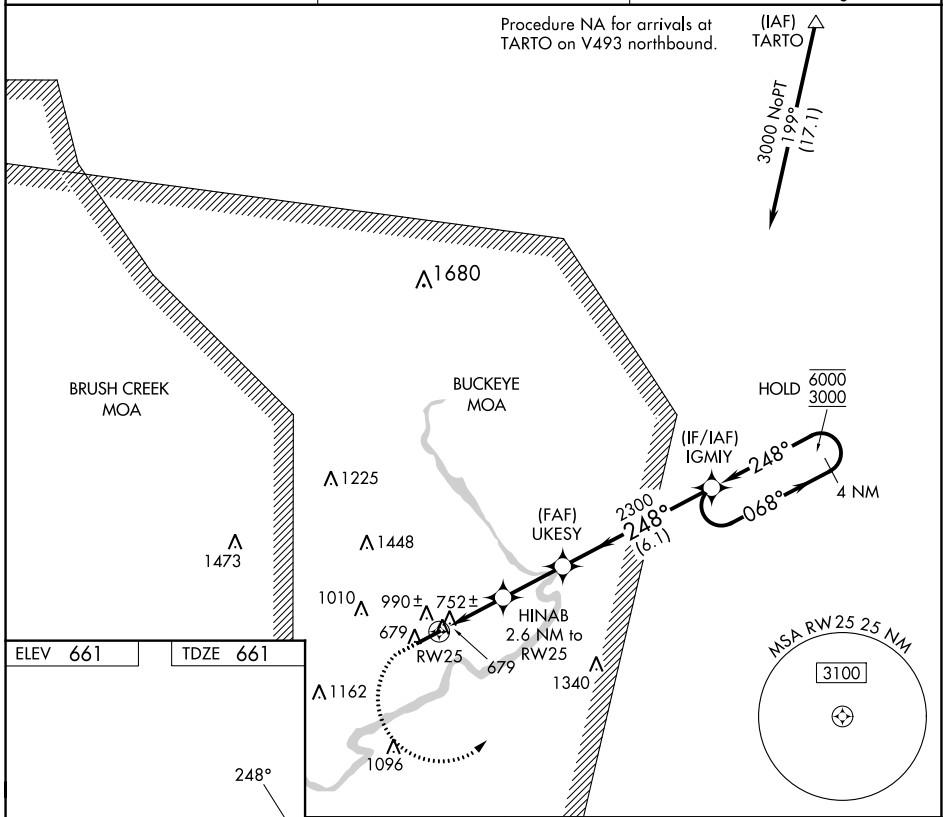 Procedure NA for arrivals at
TARTO on V493 northbound.
(IAF)
TARTO
3000 NoPT
199°
(17.1)
1680
BRUSH CREEK
MOA
BUCKEYE
MOA
HOLD 6000
3000
(IF/IAF)
IGMIY
248°
068°
4 NM
1225
2300
248°
(6.1)
(FAF)
UKESY
1448
1473
1010
990±
752±
HINAB
2.6 NM to
RW25
679
RW25
679
1340
MSA RW25 25 NM
3100
ELEV 661
TDZE 661
1162
1096
248°